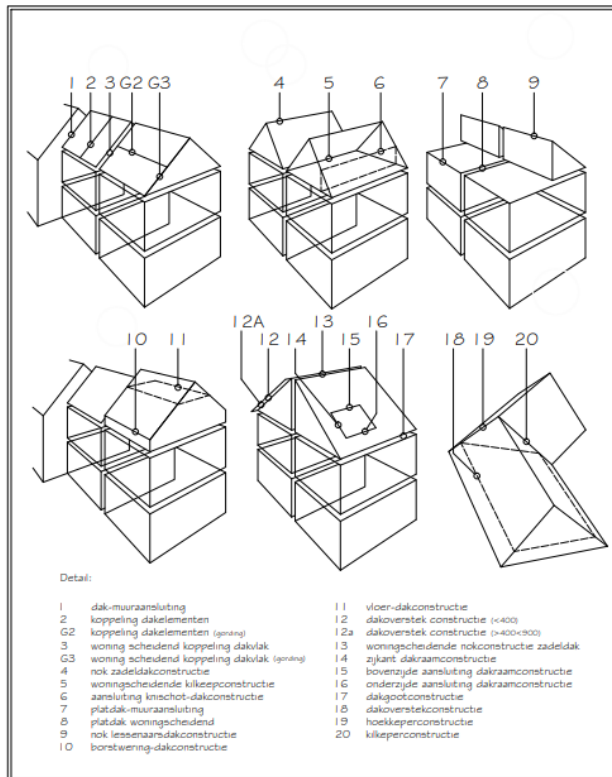 1 2 3 G2 G3
4 5 6
7 8 9
10 11
12A 12 14 13 15 16 17
18 19 20
Detail:
1 dak-muuraansluiting
2 koppeling dakelementen
G2 koppeling dakelementen (gording)
3 woning scheidend koppeling dakvlak
G3 woning scheidend koppeling dakvlak (gording)
4 nok zadeldakconstructie
5 woningscheidende kilkeepconstructie
6 aansluiting knischot-dakconstructie
7 platdak-muuraansluiting
8 platdak woningscheidend
9 nok lessenaarsdakconstructie
10 borstwering-dakconstructie
11 vloer-dakconstructie
12 dakoverstek constructie (<400)
12a dakoverstek constructie (>400<900)
13 woningscheidende nokconstructie zadeldak
14 zijkant dakraamconstructie
15 bovenzijde aansluiting dakraamconstructie
16 onderzijde aansluiting dakraamconstructie
17 dakgootconstructie
18 dakoverstekconstructie
19 hoekkeperconstructie
20 kilkeperconstructie